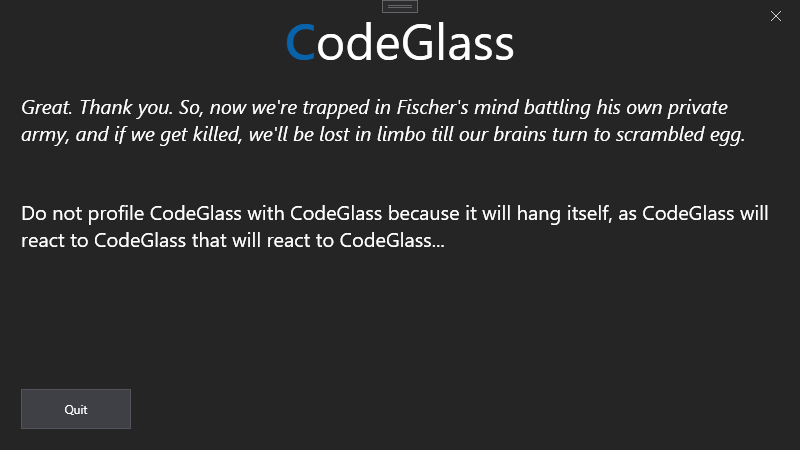 CodeGlass
Great. Thank you. So, now we're trapped in Fischer's mind battling his own private
army, and if we get killed, we'll be lost in limbo till our brains turn to scrambled egg.
Do not profile CodeGlass with CodeGlass because it will hang itself, as CodeGlass will
react to CodeGlass that will react to CodeGlass...
Quit